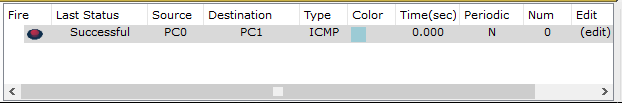 Fire Last Status Source Destination Type Color Time(sec) Periodic Num Edit
Successful PC0 PC1 ICMP 0.000 N 0 (edit)